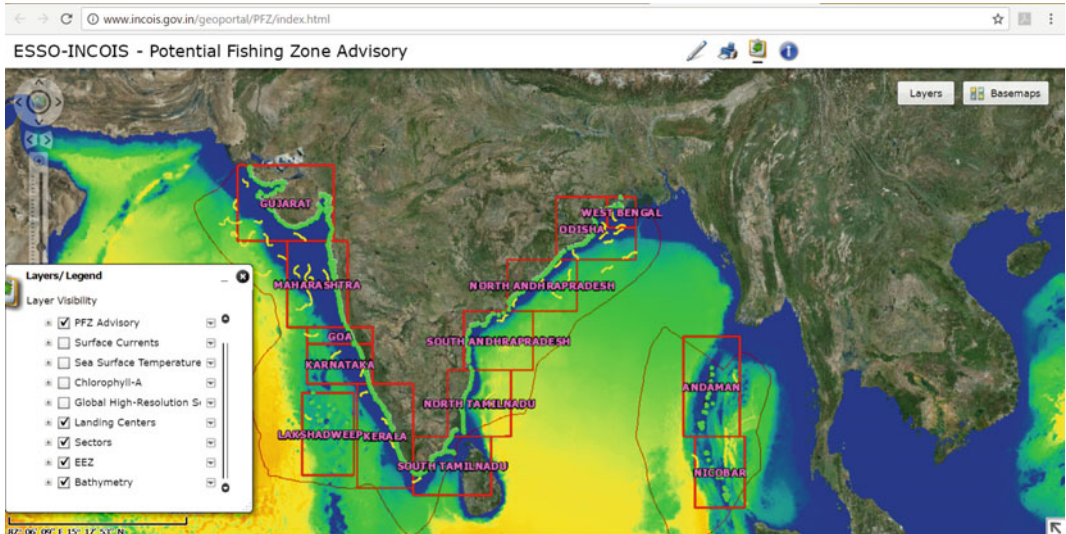 www.incois.gov.in/geoportal/PFZ/index.html
ESSO-INCOIS - Potential Fishing Zone Advisory
Layers
Basemaps
GUJARAT
WEST BENGAL
ODISHA
MAHARASHTRA
NORTH ANDHRAPRADESH
GOA
SOUTH ANDHRAPRADESH
KARNATAKA
ANDAMAN
NORTH TAMILNADU
LAKSHADWEEP
KERALA
SOUTH TAMILNADU
NICOBAR
Layers/ Legend
Layer Visibility
PFZ Advisory
Surface Currents
Sea Surface Temperature
Chlorophyll-A
Global High-Resolution S
Landing Centers
Sectors
EEZ
Bathymetry